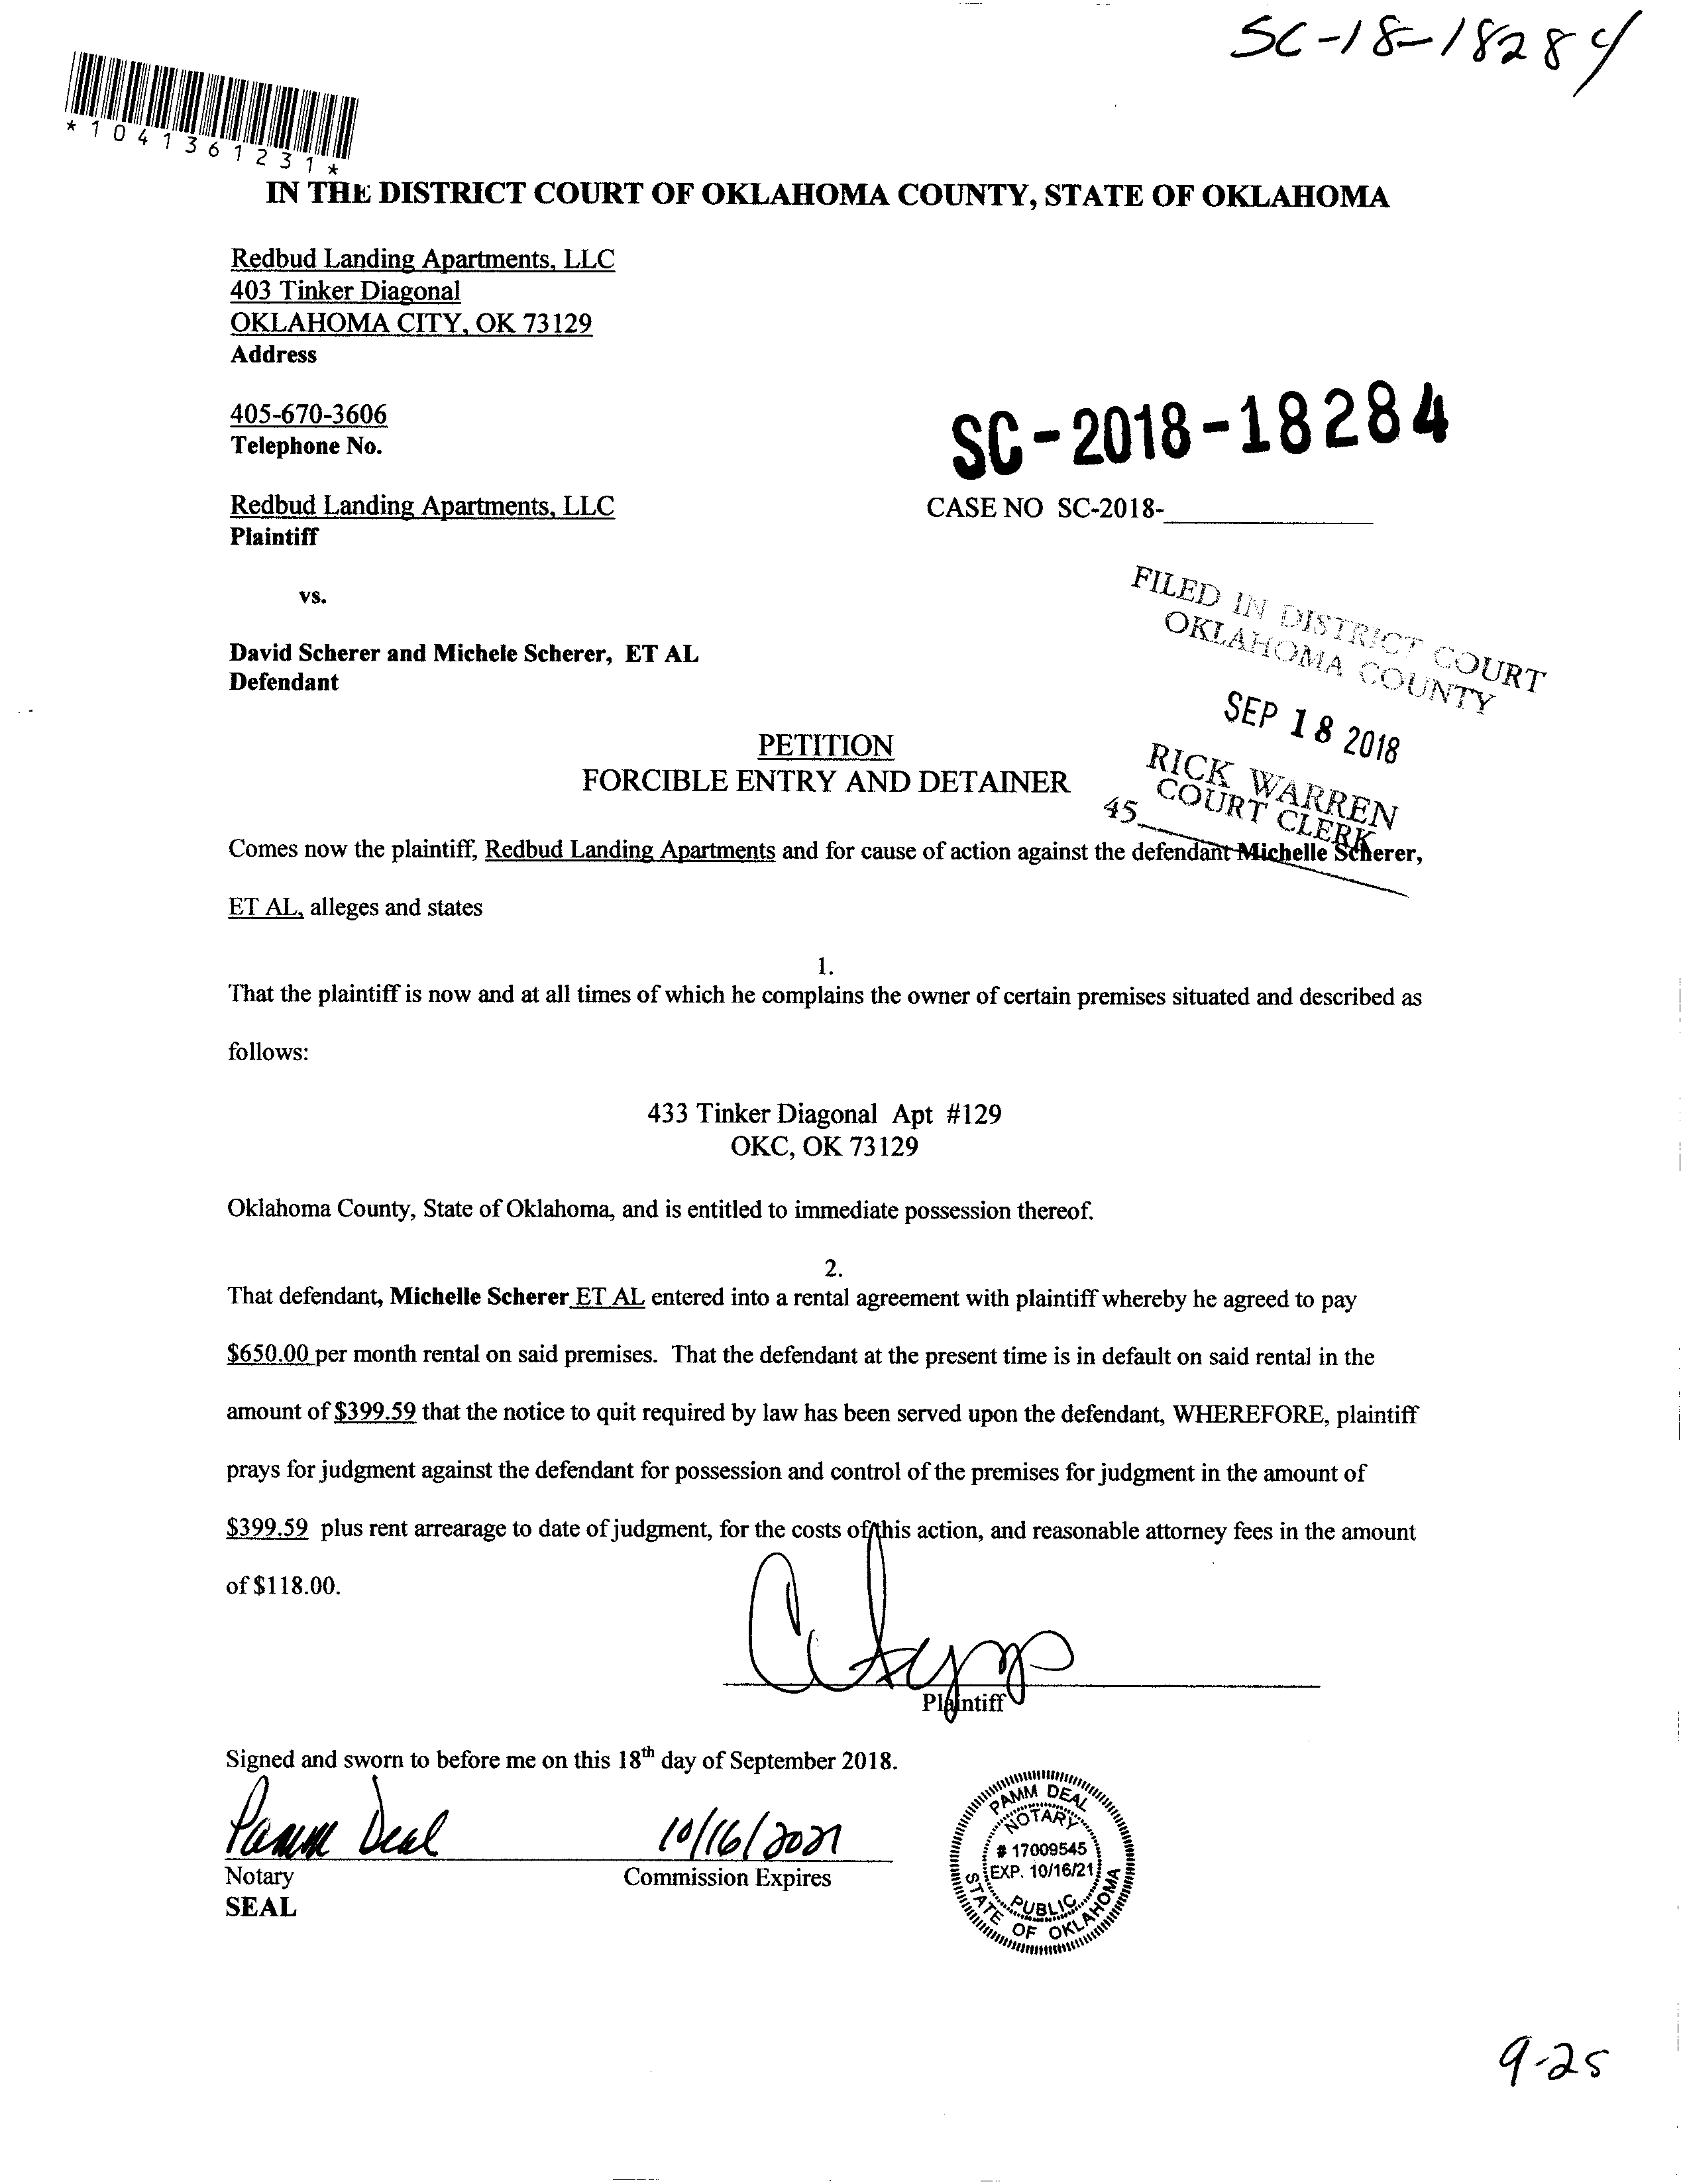 SC-18-18284
*1041361231*
IN THE DISTRICT COURT OF OKLAHOMA COUNTY, STATE OF OKLAHOMA
Redbud Landing Apartments, LLC
403 Tinker Diagonal
OKLAHOMA CITY, OK 73129
Address
405-670-3606
Telephone No.
SC-2018-18284
Redbud Landing Apartments, LLC
CASE NO SC-2018-
Plaintiff
vs.
David Scherer and Michele Scherer, ET AL
Defendant
FILED IN DISTRICT COURT
OKLAHOMA COUNTY
SEP 18 2018
RICK WARREN
COURT CLERK
45
PETITION
FORCIBLE ENTRY AND DETAINER
Comes now the plaintiff, Redbud Landing Apartments and for cause of action against the defendant Michelle Scherer,
ET AL, alleges and states
1.
That the plaintiff is now and at all times of which he complains the owner of certain premises situated and described as
follows:
433 Tinker Diagonal Apt #129
OKC, OK 73129
Oklahoma County, State of Oklahoma, and is entitled to immediate possession thereof.
2.
That defendant, Michelle Scherer ET AL entered into a rental agreement with plaintiff whereby he agreed to pay
$650.00 per month rental on said premises. That the defendant at the present time is in default on said rental in the
amount of $399.59 that the notice to quit required by law has been served upon the defendant, WHEREFORE, plaintiff
prays for judgment against the defendant for possession and control of the premises for judgment in the amount of
$399.59 plus rent arrearage to date of judgment, for the costs of this action, and reasonable attorney fees in the amount
of $118.00.
Plaintiff
Signed and sworn to before me on this 18th day of September 2018.
Pamm Deal 10/16/2021
Notary Commission Expires
SEAL
PAMM DEAL
NOTARY
# 17009545
EXP. 10/16/21
PUBLIC
STATE OF OKLAHOMA
9-25